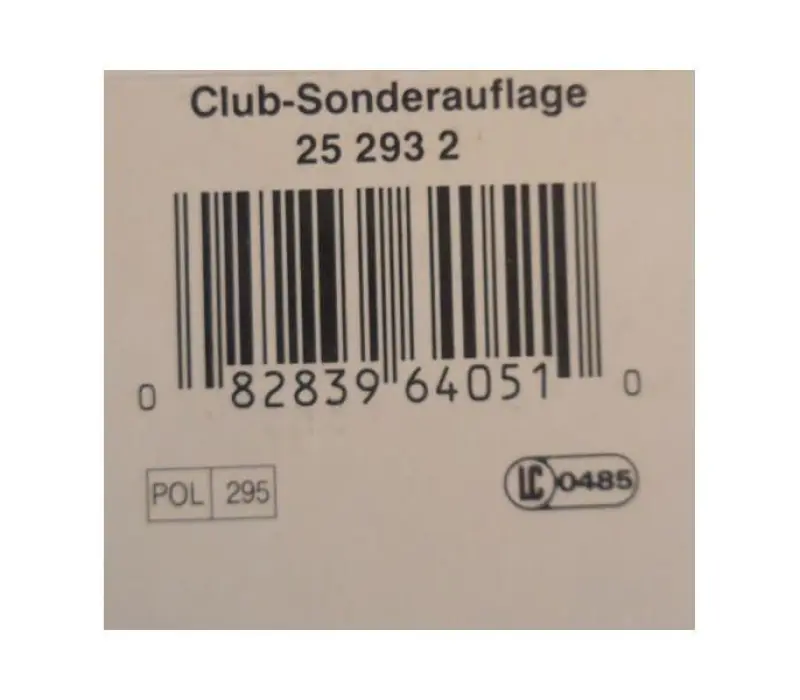 Club-Sonderauflage
25 293 2
0 82839 64051 0
POL 295
LC 0485